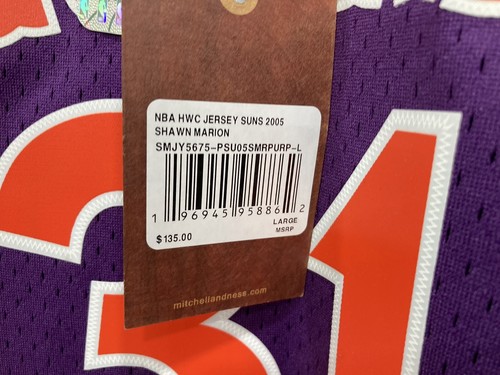 NBA HWC JERSEY SUNS 2005
SHAWN MARION
SMJY5675-PSU05SMRPURP-L
1 96945 95886 2
LARGE
$135.00 MSRP
mitchellandness.com
31